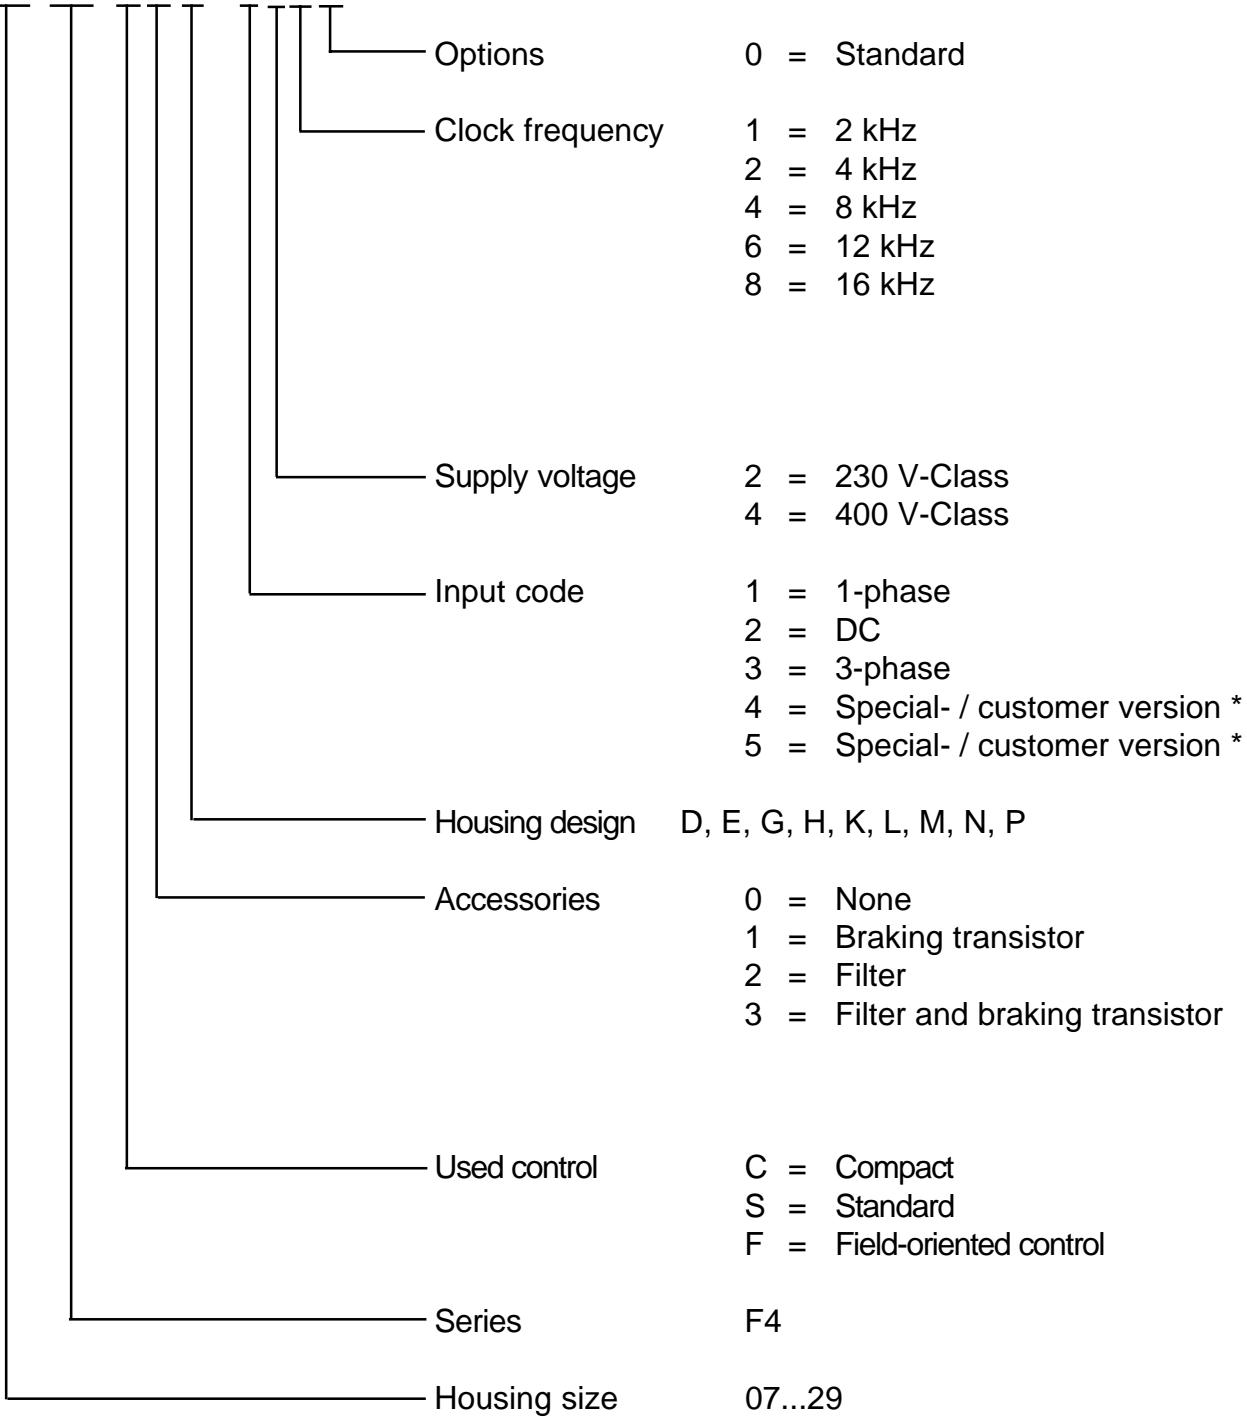 Options 0 = Standard
Clock frequency 1 = 2 kHz
2 = 4 kHz
4 = 8 kHz
6 = 12 kHz
8 = 16 kHz
Supply voltage 2 = 230 V-Class
4 = 400 V-Class
Input code 1 = 1-phase
2 = DC
3 = 3-phase
4 = Special- / customer version *
5 = Special- / customer version *
Housing design D, E, G, H, K, L, M, N, P
Accessories 0 = None
1 = Braking transistor
2 = Filter
3 = Filter and braking transistor
Used control C = Compact
S = Standard
F = Field-oriented control
Series F4
Housing size 07...29